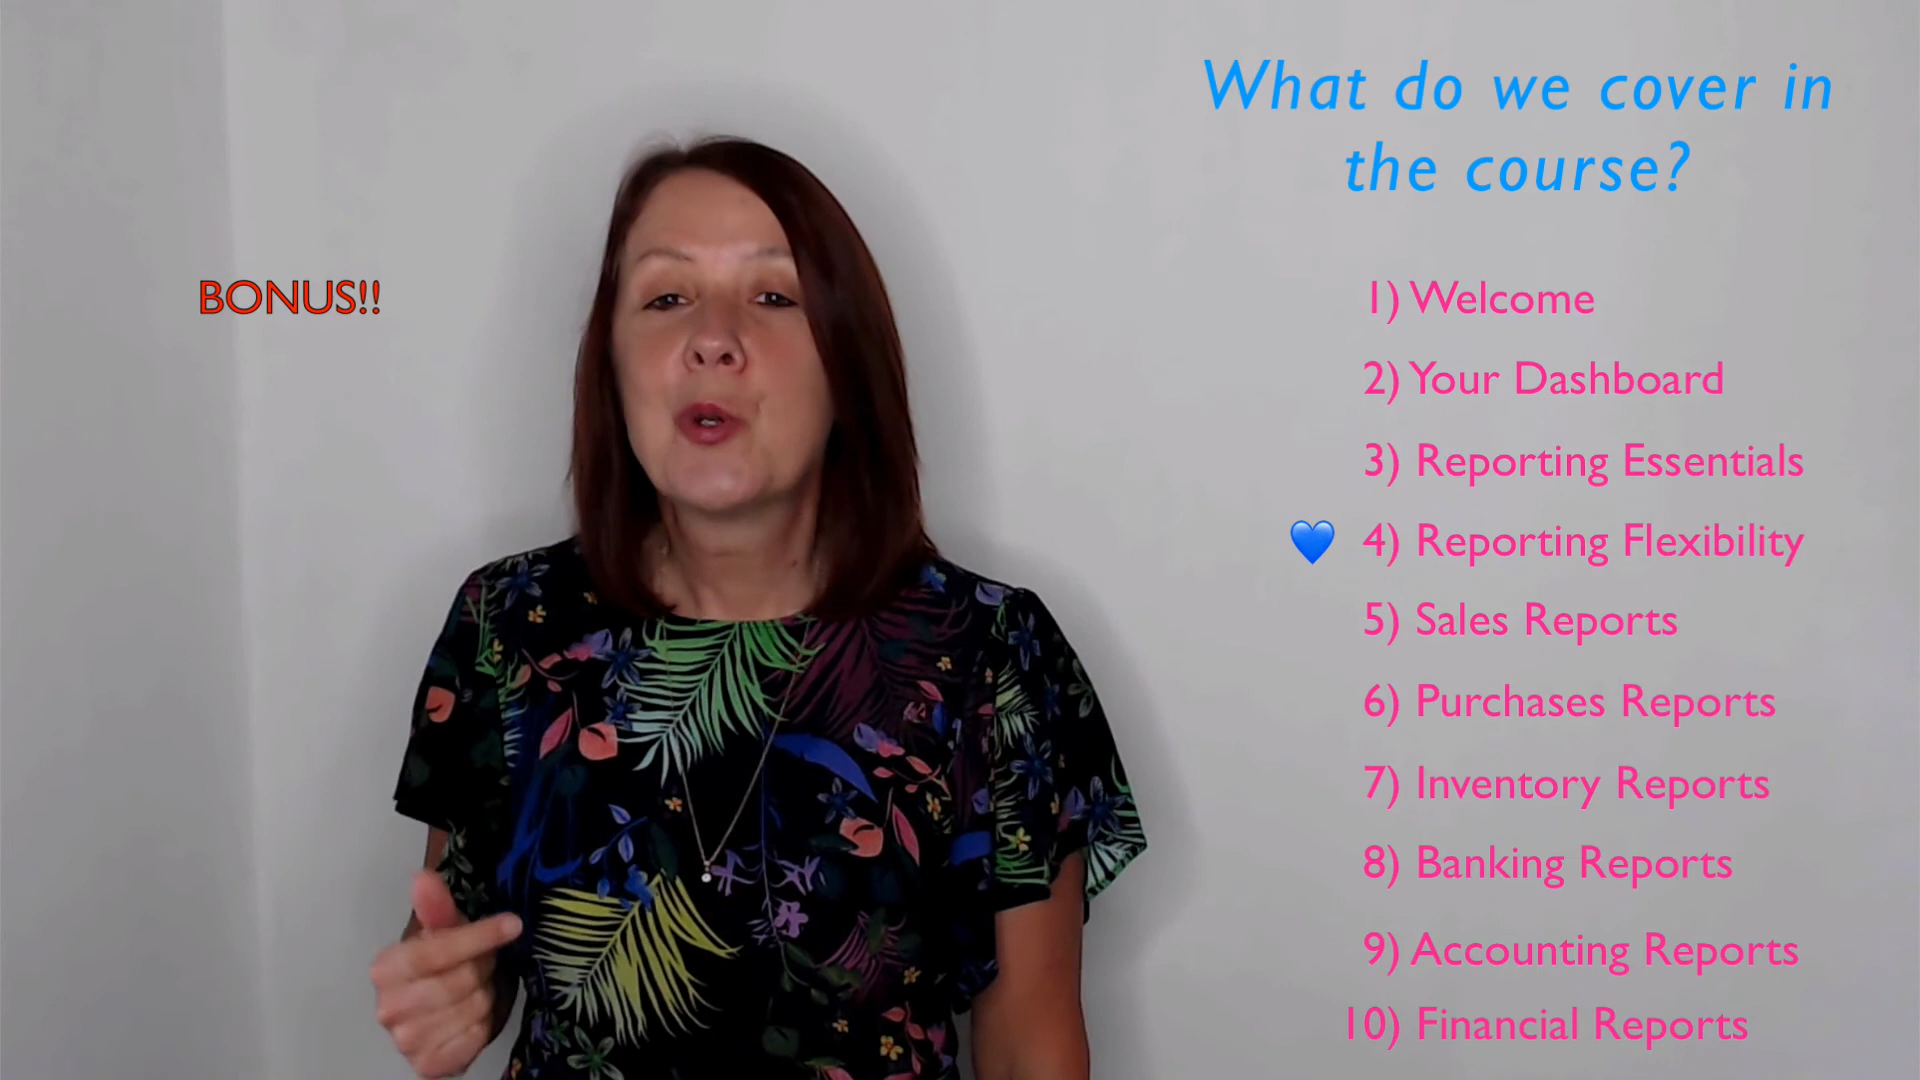 What do we cover in
the course?
BONUS!!
1) Welcome
2) Your Dashboard
3) Reporting Essentials
💙 4) Reporting Flexibility
5) Sales Reports
6) Purchases Reports
7) Inventory Reports
8) Banking Reports
9) Accounting Reports
10) Financial Reports